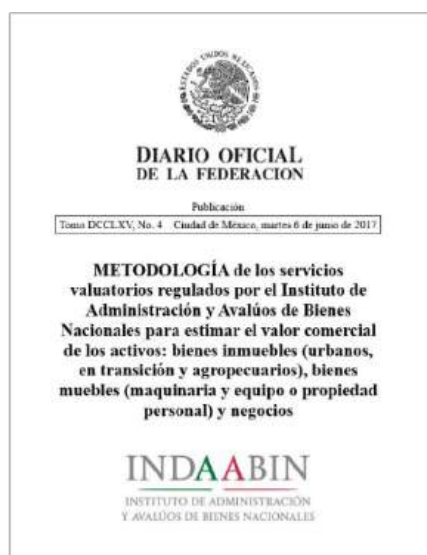 ESTADOS UNIDOS MEXICANOS
DIARIO OFICIAL
DE LA FEDERACION
Publicación
Tomo DCCLXV, No. 4 Ciudad de México, martes 6 de junio de 2017
METODOLOGÍA de los servicios
valuatorios regulados por el Instituto de
Administración y Avalúos de Bienes
Nacionales para estimar el valor comercial
de los activos: bienes inmuebles (urbanos,
en transición y agropecuarios), bienes
muebles (maquinaria y equipo o propiedad
personal) y negocios
INDAABIN
INSTITUTO DE ADMINISTRACIÓN
Y AVALÚOS DE BIENES NACIONALES